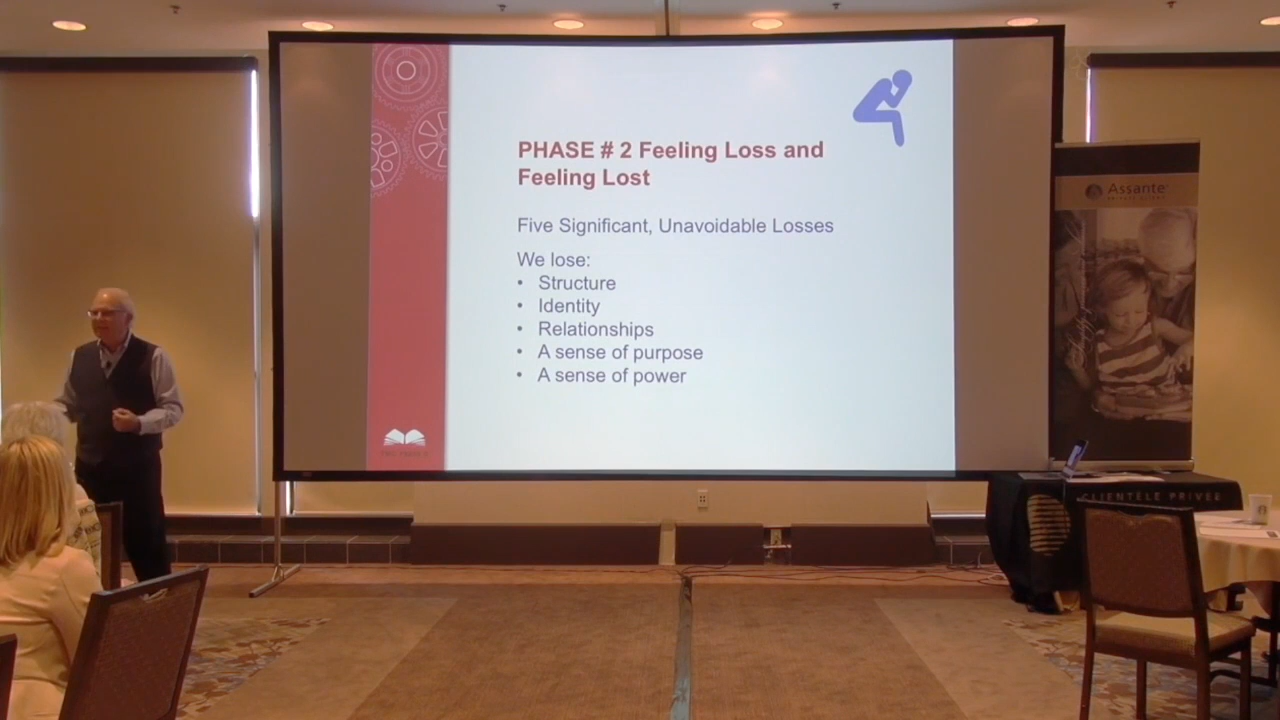 PHASE # 2 Feeling Loss and
Feeling Lost
Five Significant, Unavoidable Losses
We lose:
• Structure
• Identity
• Relationships
• A sense of purpose
• A sense of power
Assante
CLIENTÈLE PRIVÉE